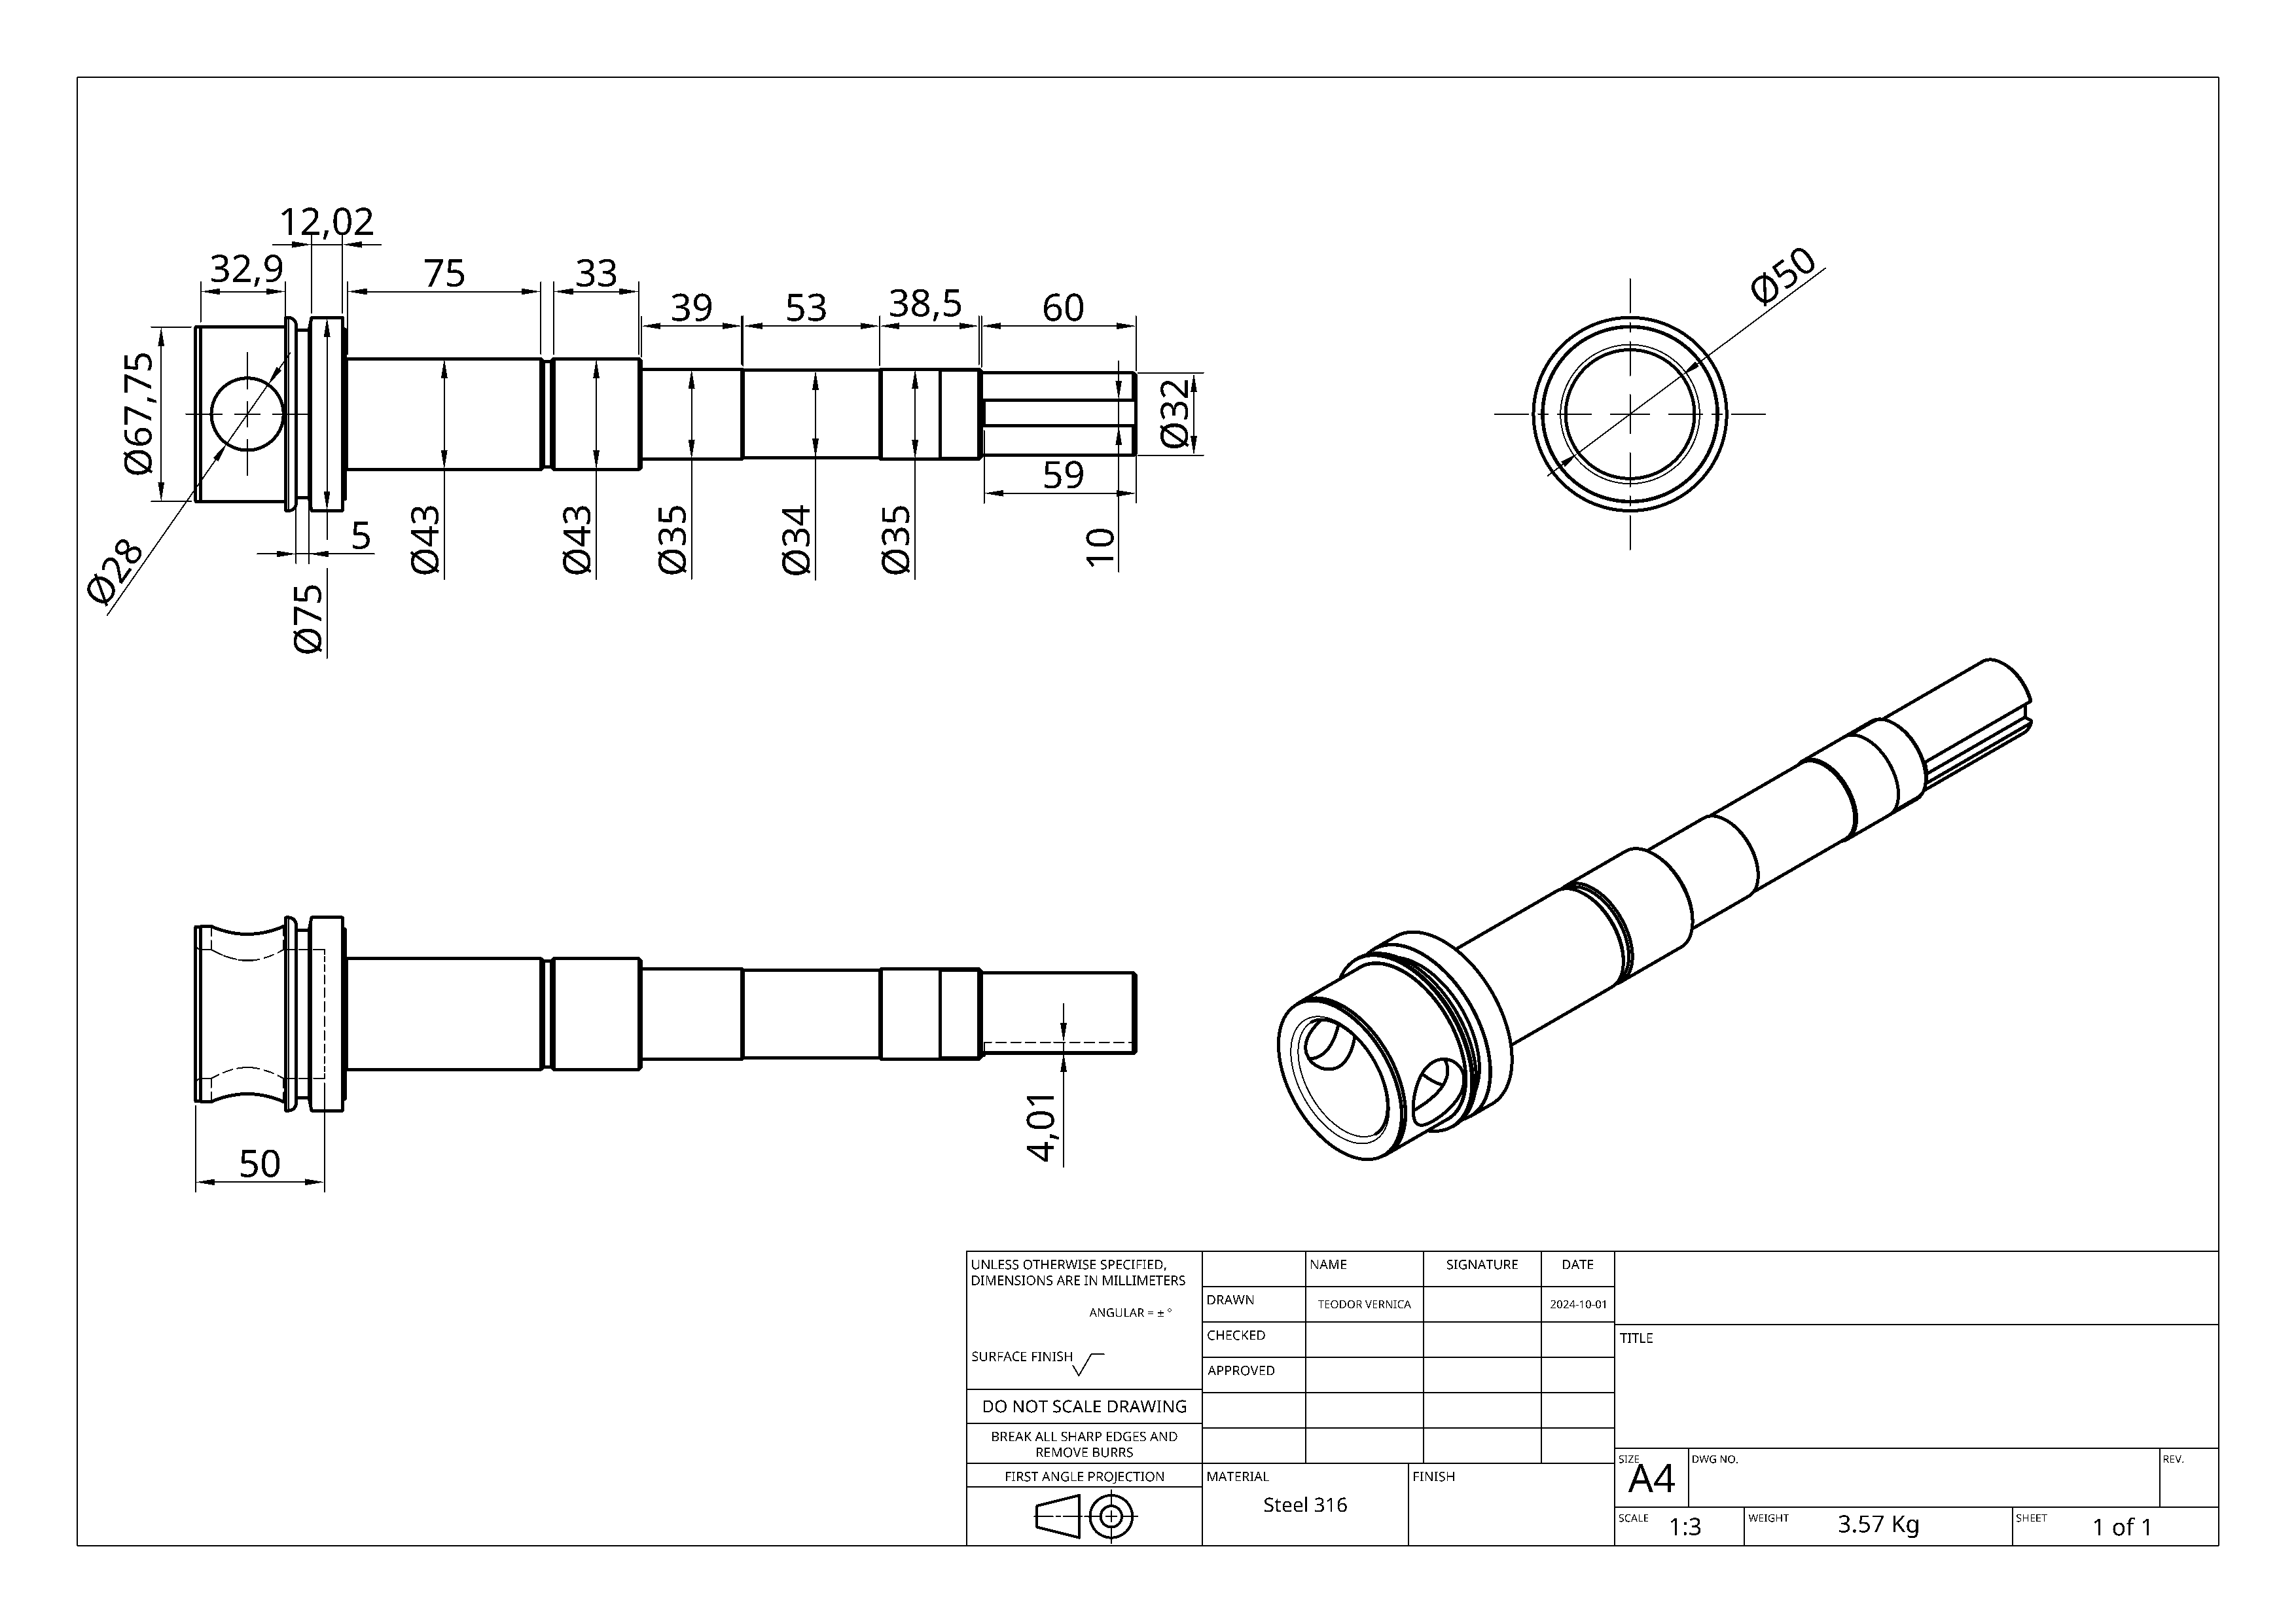 12,02
32,9
75
33
39
53
38,5
60
Ø50
Ø67,75
Ø32
59
5
Ø43
Ø43
Ø35
Ø34
Ø35
10
Ø28
Ø75
50
4,01
UNLESS OTHERWISE SPECIFIED,
DIMENSIONS ARE IN MILLIMETERS
ANGULAR = ± °
SURFACE FINISH
DO NOT SCALE DRAWING
BREAK ALL SHARP EDGES AND
REMOVE BURRS
FIRST ANGLE PROJECTION
NAME SIGNATURE DATE
DRAWN TEODOR VERNICA 2024-10-01
CHECKED
APPROVED
MATERIAL
Steel 316
FINISH
TITLE
SIZE
A4
DWG NO.
REV.
SCALE 1:3
WEIGHT 3.57 Kg
SHEET 1 of 1